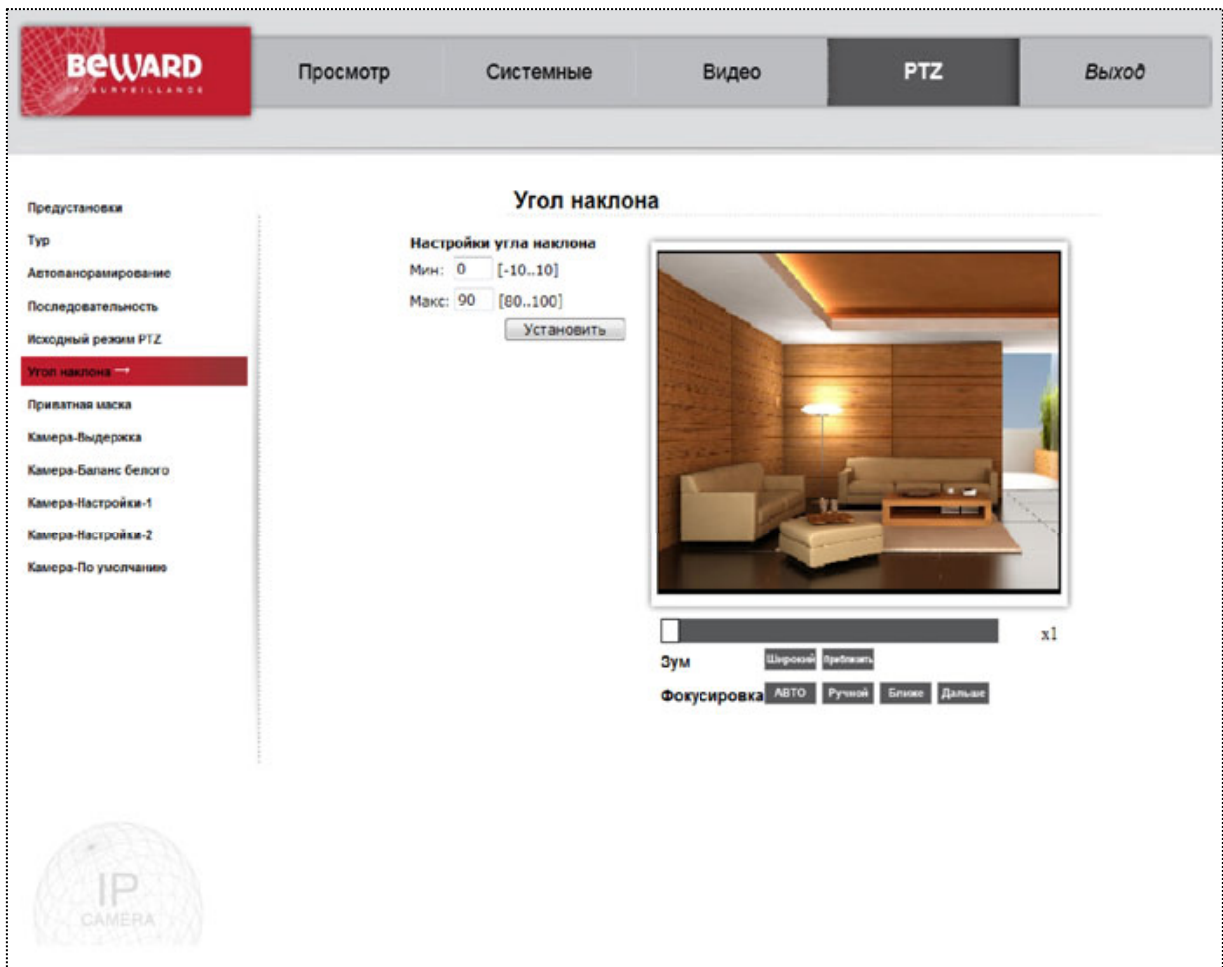 BEWARD
IP SURVEILLANCE
Просмотр
Системные
Видео
PTZ
Выход
Предустановки
Тур
Автопанорамирование
Последовательность
Исходный режим PTZ
Угол наклона →
Приватная маска
Камера-Выдержка
Камера-Баланс белого
Камера-Настройки-1
Камера-Настройки-2
Камера-По умолчанию
Угол наклона
Настройки угла наклона
Мин: 0 [-10..10]
Макс: 90 [80..100]
Установить
x1
Зум Широкий Приблизить
Фокусировка АВТО Ручной Ближе Дальше
IP
CAMERA